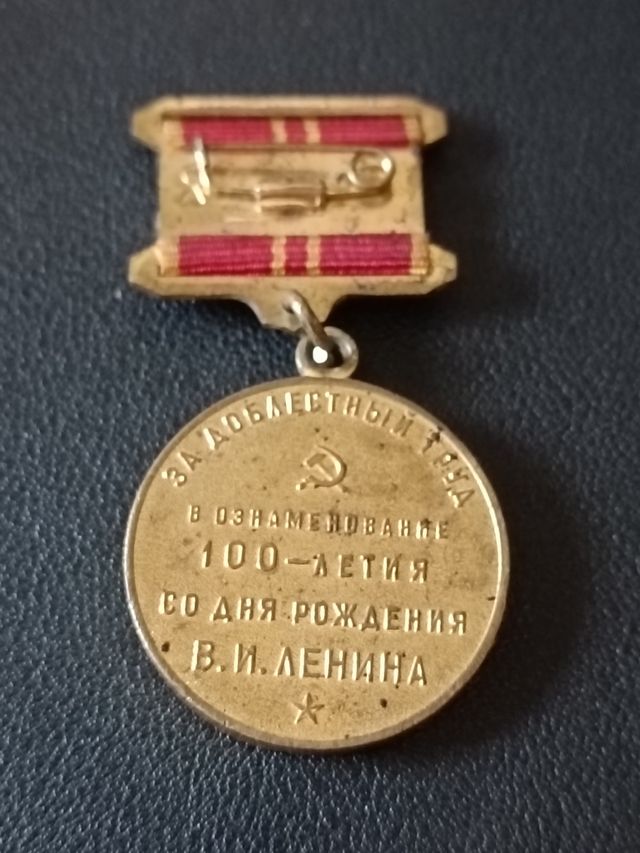 ЗА ДОБЛЕСТНЫЙ ТРУД
В ОЗНАМЕНОВАНИЕ
100-ЛЕТИЯ
СО ДНЯ РОЖДЕНИЯ
В. И. ЛЕНИНА